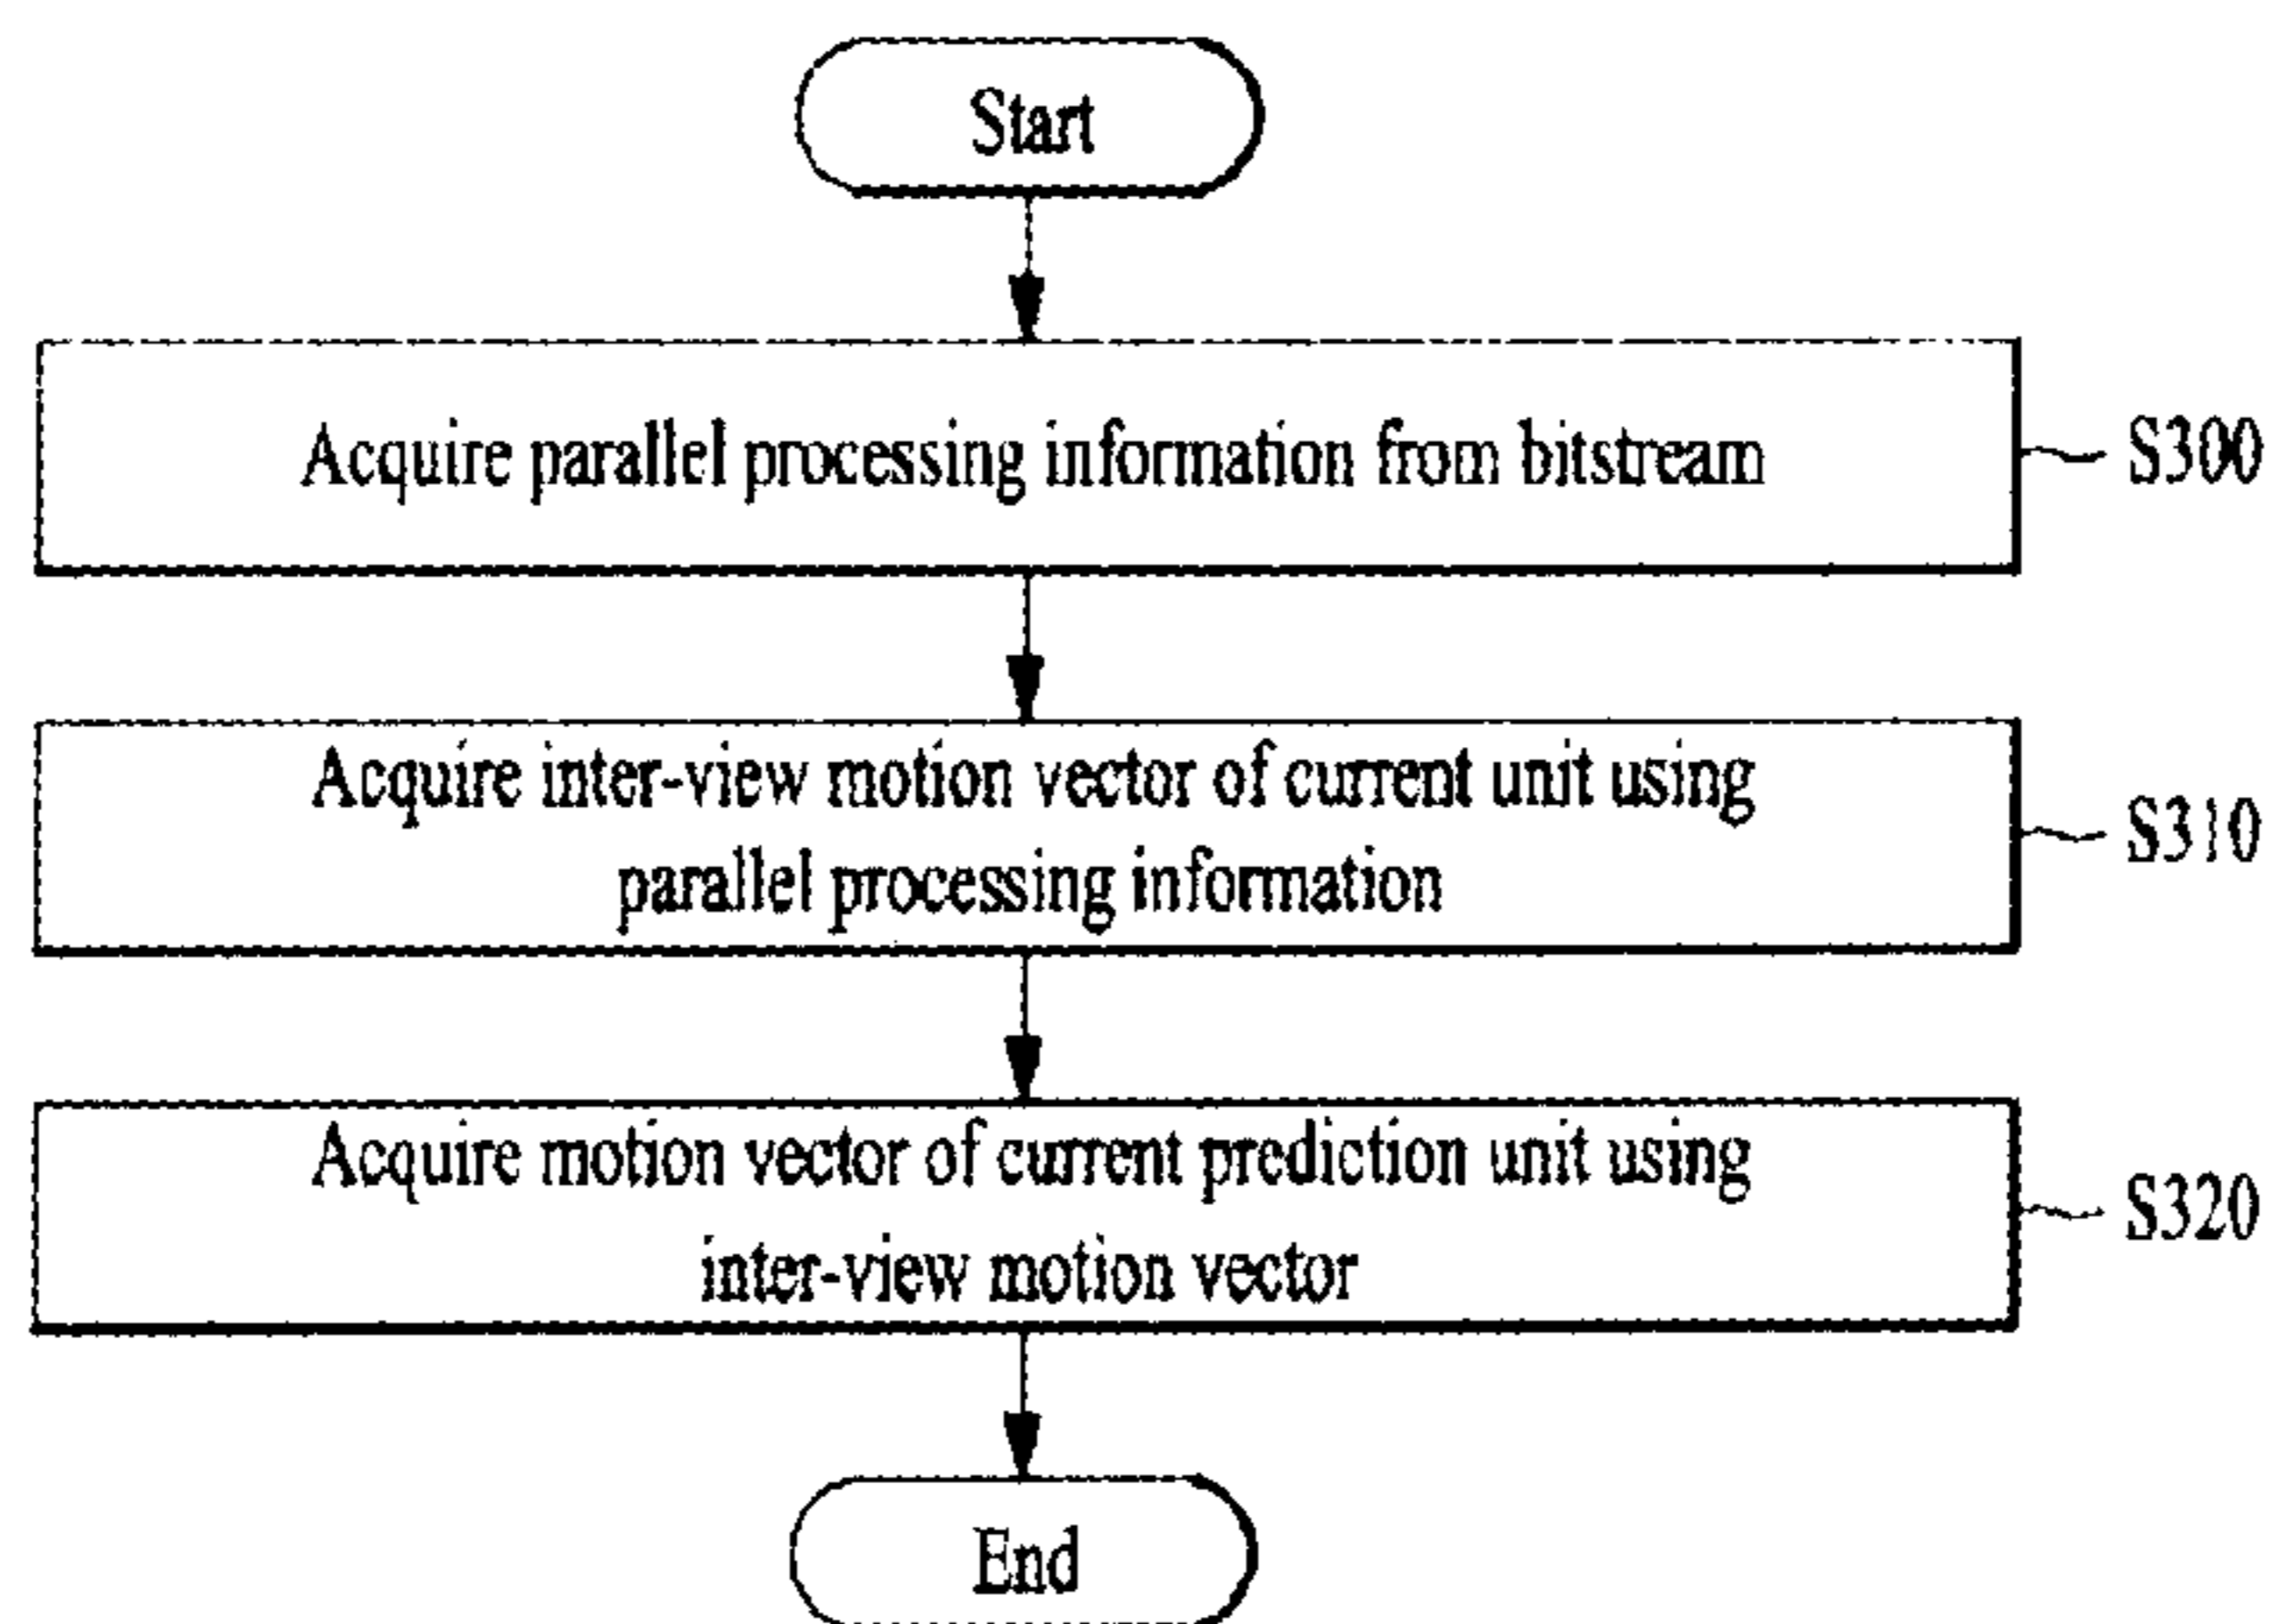 Start
Acquire parallel processing information from bitstream
S300
Acquire inter-view motion vector of current unit using
parallel processing information
S310
Acquire motion vector of current prediction unit using
inter-view motion vector
S320
End